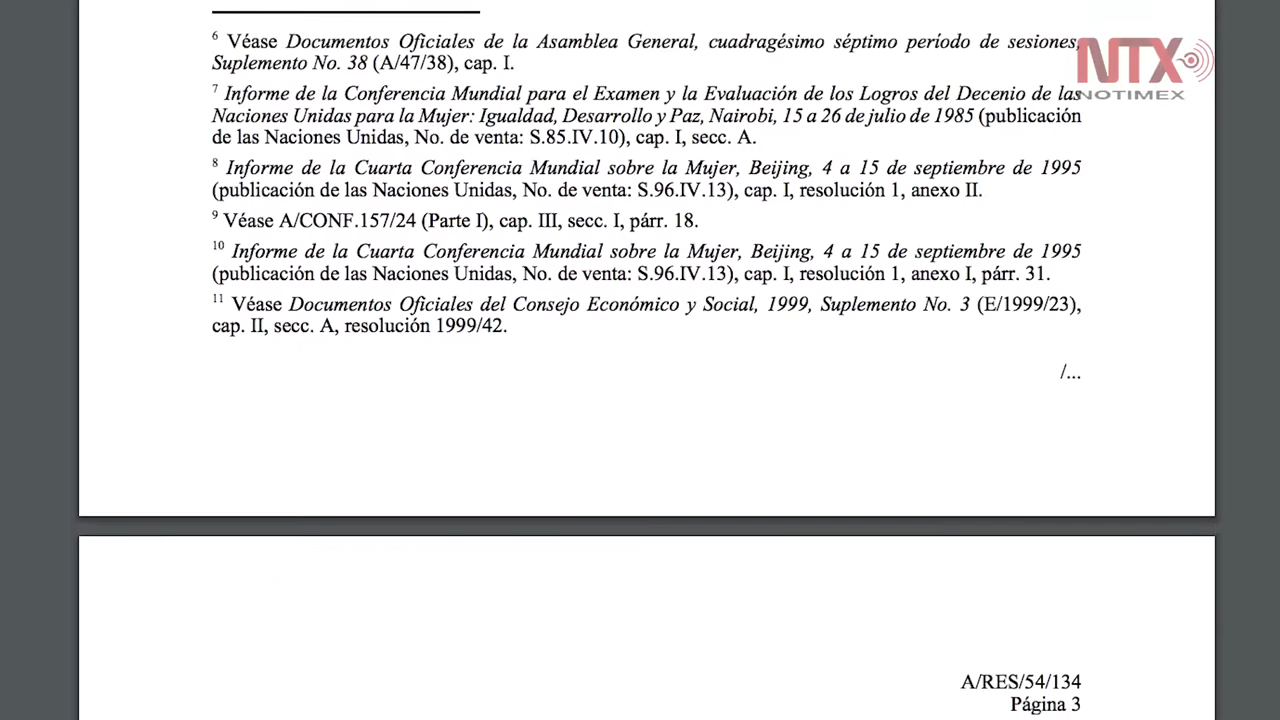 ⁶ Véase Documentos Oficiales de la Asamblea General, cuadragésimo séptimo período de sesiones,
Suplemento No. 38 (A/47/38), cap. I.
⁷ Informe de la Conferencia Mundial para el Examen y la Evaluación de los Logros del Decenio de las
Naciones Unidas para la Mujer: Igualdad, Desarrollo y Paz, Nairobi, 15 a 26 de julio de 1985 (publicación
de las Naciones Unidas, No. de venta: S.85.IV.10), cap. I, secc. A.
⁸ Informe de la Cuarta Conferencia Mundial sobre la Mujer, Beijing, 4 a 15 de septiembre de 1995
(publicación de las Naciones Unidas, No. de venta: S.96.IV.13), cap. I, resolución 1, anexo II.
⁹ Véase A/CONF.157/24 (Parte I), cap. III, secc. I, párr. 18.
¹⁰ Informe de la Cuarta Conferencia Mundial sobre la Mujer, Beijing, 4 a 15 de septiembre de 1995
(publicación de las Naciones Unidas, No. de venta: S.96.IV.13), cap. I, resolución 1, anexo I, párr. 31.
¹¹ Véase Documentos Oficiales del Consejo Económico y Social, 1999, Suplemento No. 3 (E/1999/23),
cap. II, secc. A, resolución 1999/42.
/...
A/RES/54/134
Página 3
NTX
NOTIMEX